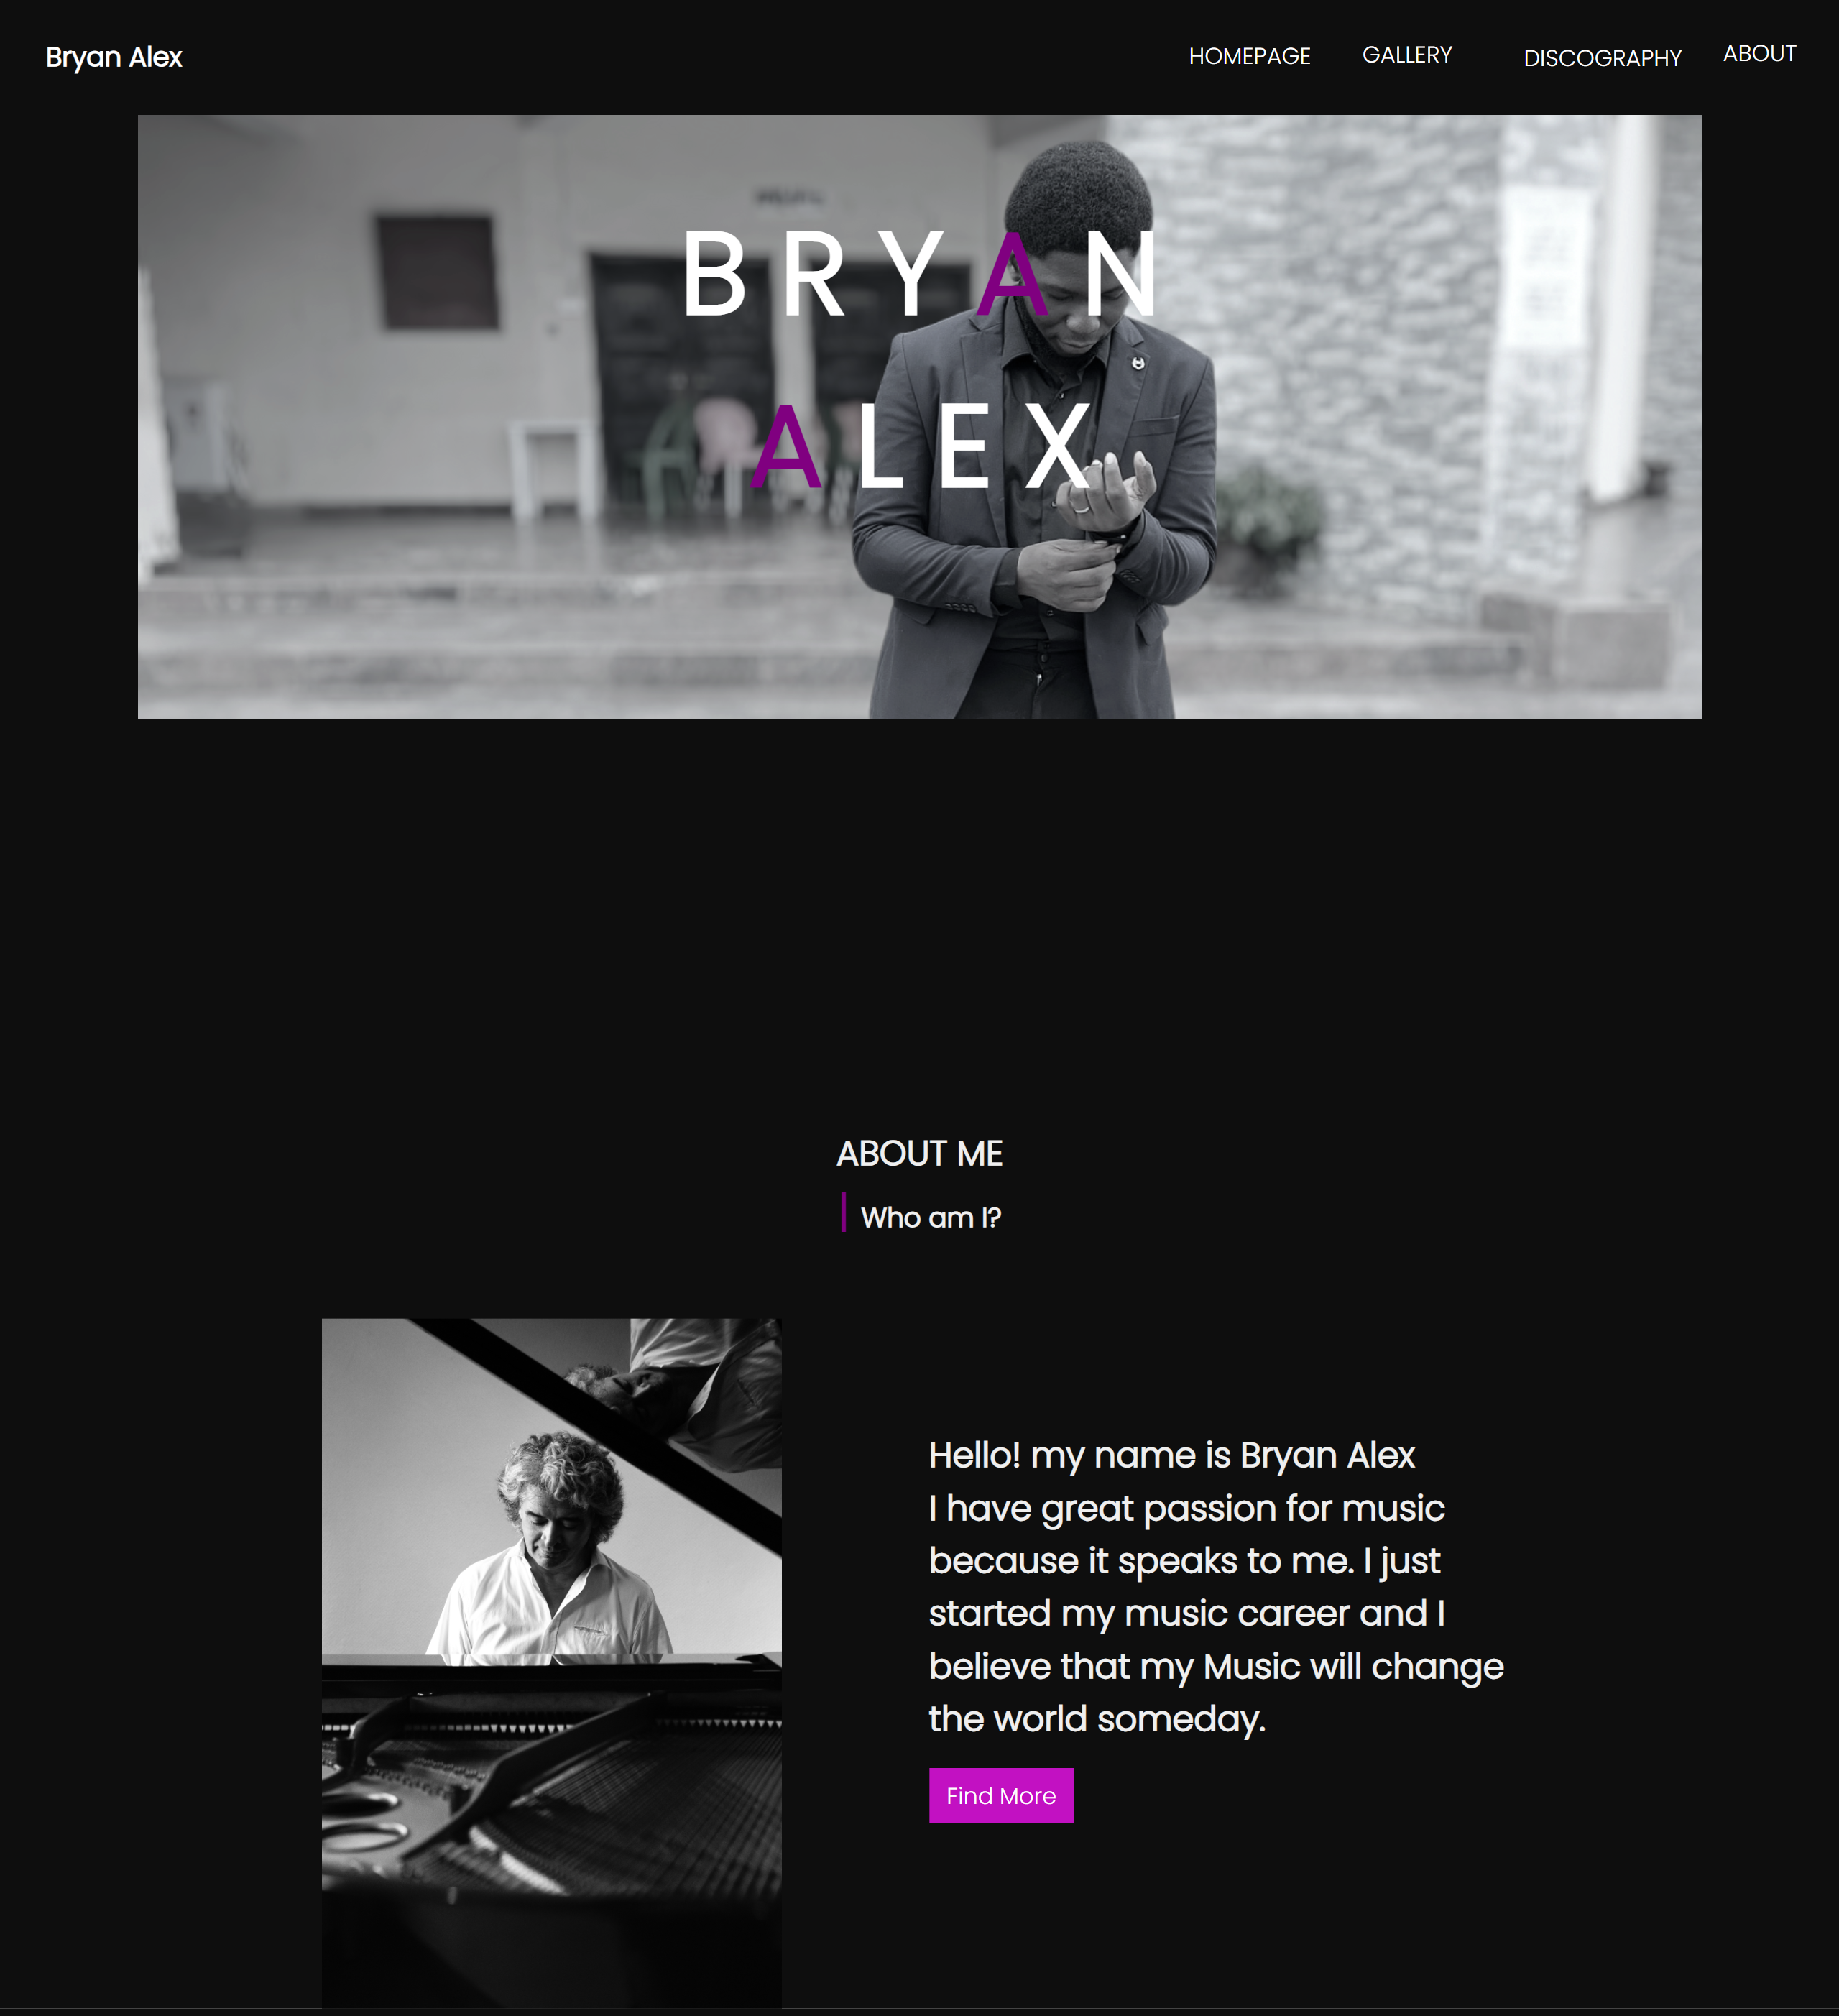 Bryan Alex
HOMEPAGE GALLERY DISCOGRAPHY ABOUT
BRYAN
ALEX
ABOUT ME
Who am I?
Hello! my name is Bryan Alex
I have great passion for music
because it speaks to me. I just
started my music career and I
believe that my Music will change
the world someday.
Find More